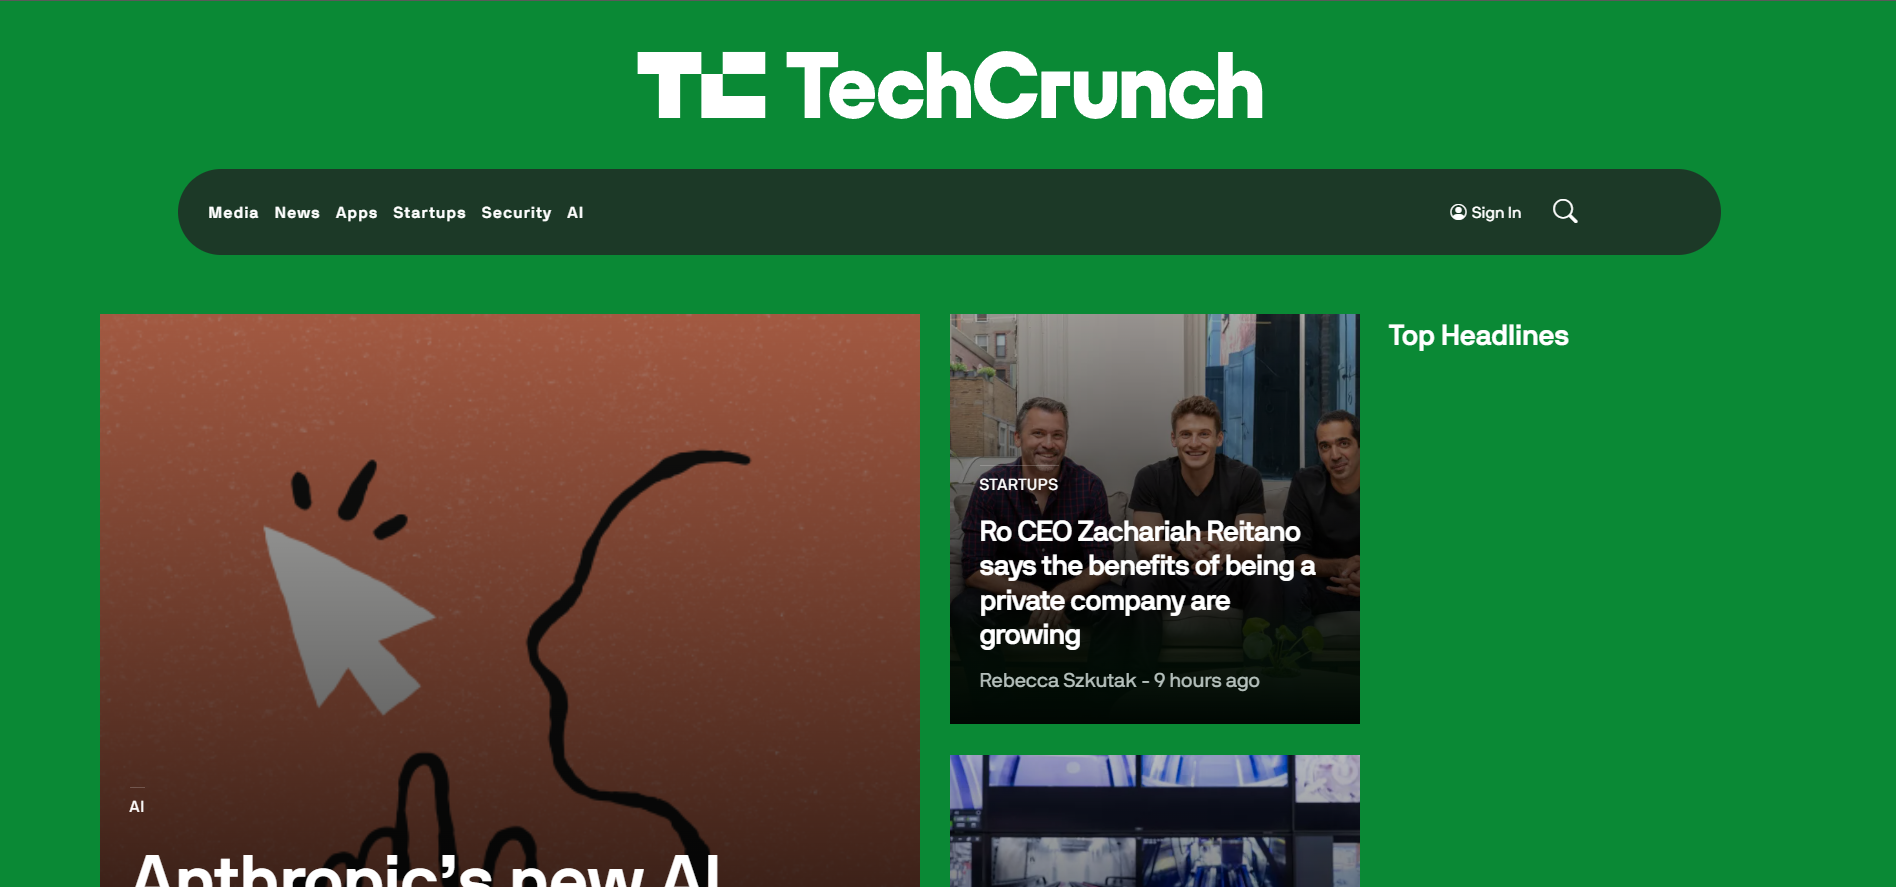 TC TechCrunch
Media News Apps Startups Security AI
Sign In
AI
Anthropic's new AI
STARTUPS
Ro CEO Zachariah Reitano
says the benefits of being a
private company are
growing
Rebecca Szkutak - 9 hours ago
Top Headlines